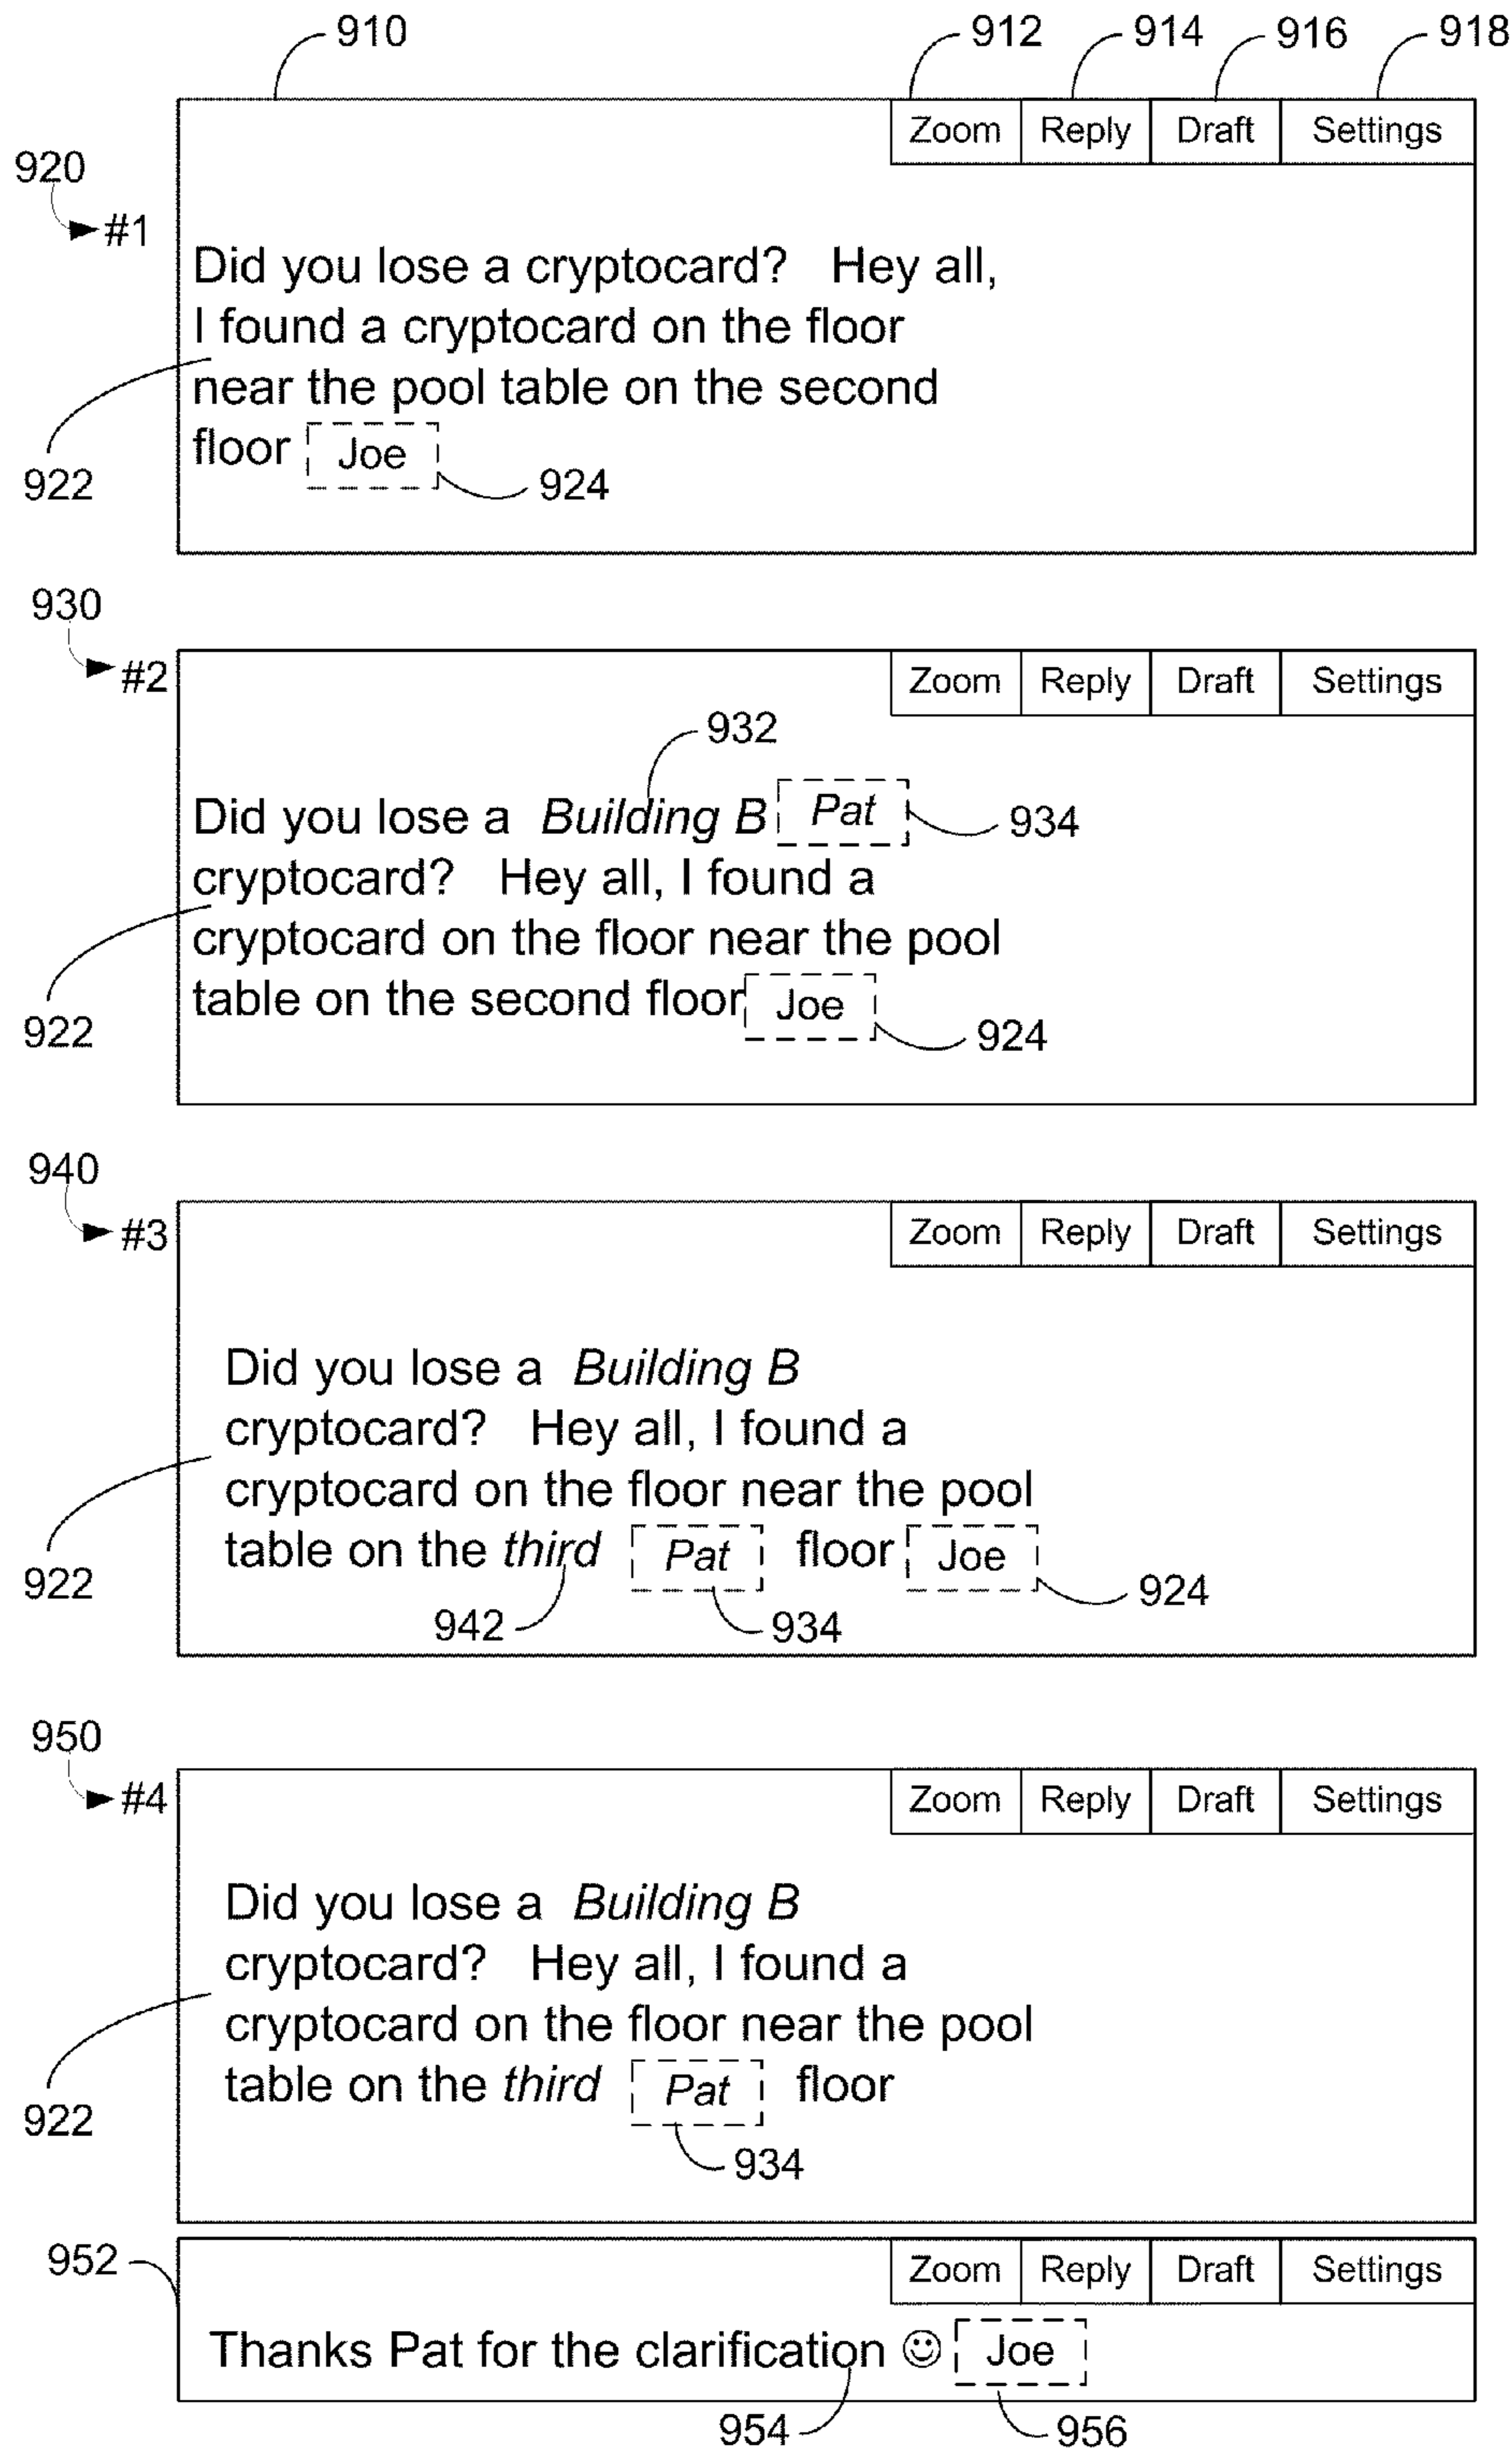 910 912 914 916 918
Zoom Reply Draft Settings
920
#1
Did you lose a cryptocard? Hey all,
I found a cryptocard on the floor
near the pool table on the second
floor Joe
922 924
930
#2 Zoom Reply Draft Settings
932
Did you lose a Building B Pat 934
cryptocard? Hey all, I found a
cryptocard on the floor near the pool
table on the second floor Joe
922 924
940
#3 Zoom Reply Draft Settings
Did you lose a Building B
cryptocard? Hey all, I found a
cryptocard on the floor near the pool
table on the third Pat floor Joe
922 924
942 934
950
#4 Zoom Reply Draft Settings
Did you lose a Building B
cryptocard? Hey all, I found a
cryptocard on the floor near the pool
table on the third Pat floor
922
934
952 Zoom Reply Draft Settings
Thanks Pat for the clarification ☺ Joe
954 956